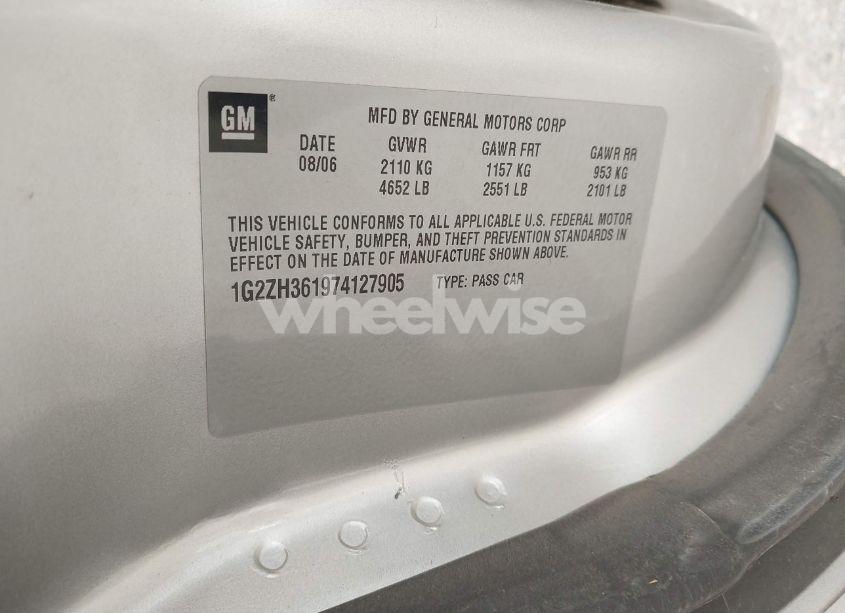 GM ®
MFD BY GENERAL MOTORS CORP
DATE GVWR GAWR FRT GAWR RR
08/06 2110 KG 1157 KG 953 KG
4652 LB 2551 LB 2101 LB
THIS VEHICLE CONFORMS TO ALL APPLICABLE U.S. FEDERAL MOTOR
VEHICLE SAFETY, BUMPER, AND THEFT PREVENTION STANDARDS IN
EFFECT ON THE DATE OF MANUFACTURE SHOWN ABOVE.
1G2ZH361974127905 TYPE: PASS CAR
wheelwise